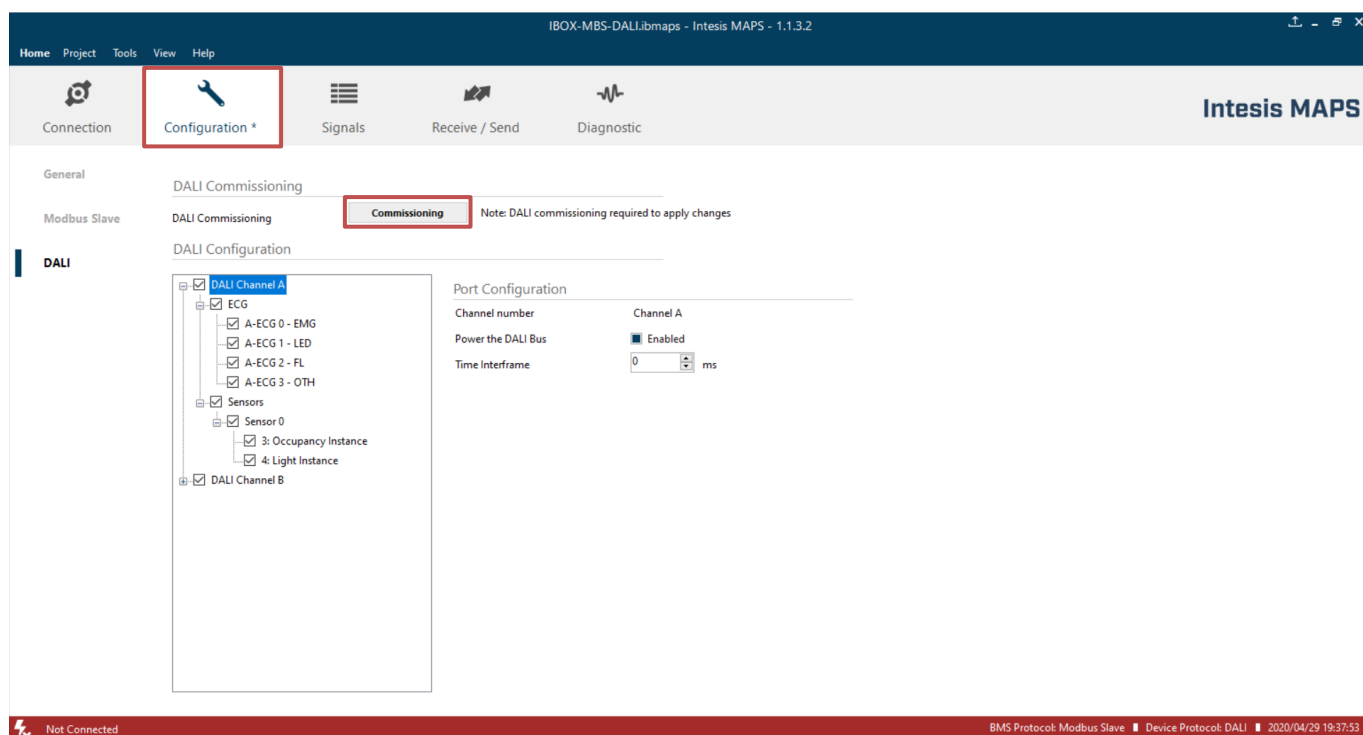 IBOX-MBS-DALI.ibmaps - Intesis MAPS - 1.1.3.2
Home Project Tools View Help
Connection Configuration * Signals Receive / Send Diagnostic
Intesis MAPS
General
Modbus Slave
DALI
DALI Commissioning
DALI Commissioning Commissioning Note: DALI commissioning required to apply changes
DALI Configuration
DALI Channel A
ECG
A-ECG 0 - EMG
A-ECG 1 - LED
A-ECG 2 - FL
A-ECG 3 - OTH
Sensors
Sensor 0
3: Occupancy Instance
4: Light Instance
DALI Channel B
Port Configuration
Channel number Channel A
Power the DALI Bus Enabled
Time Interframe 0 ms
Not Connected
BMS Protocol: Modbus Slave Device Protocol: DALI 2020/04/29 19:37:53